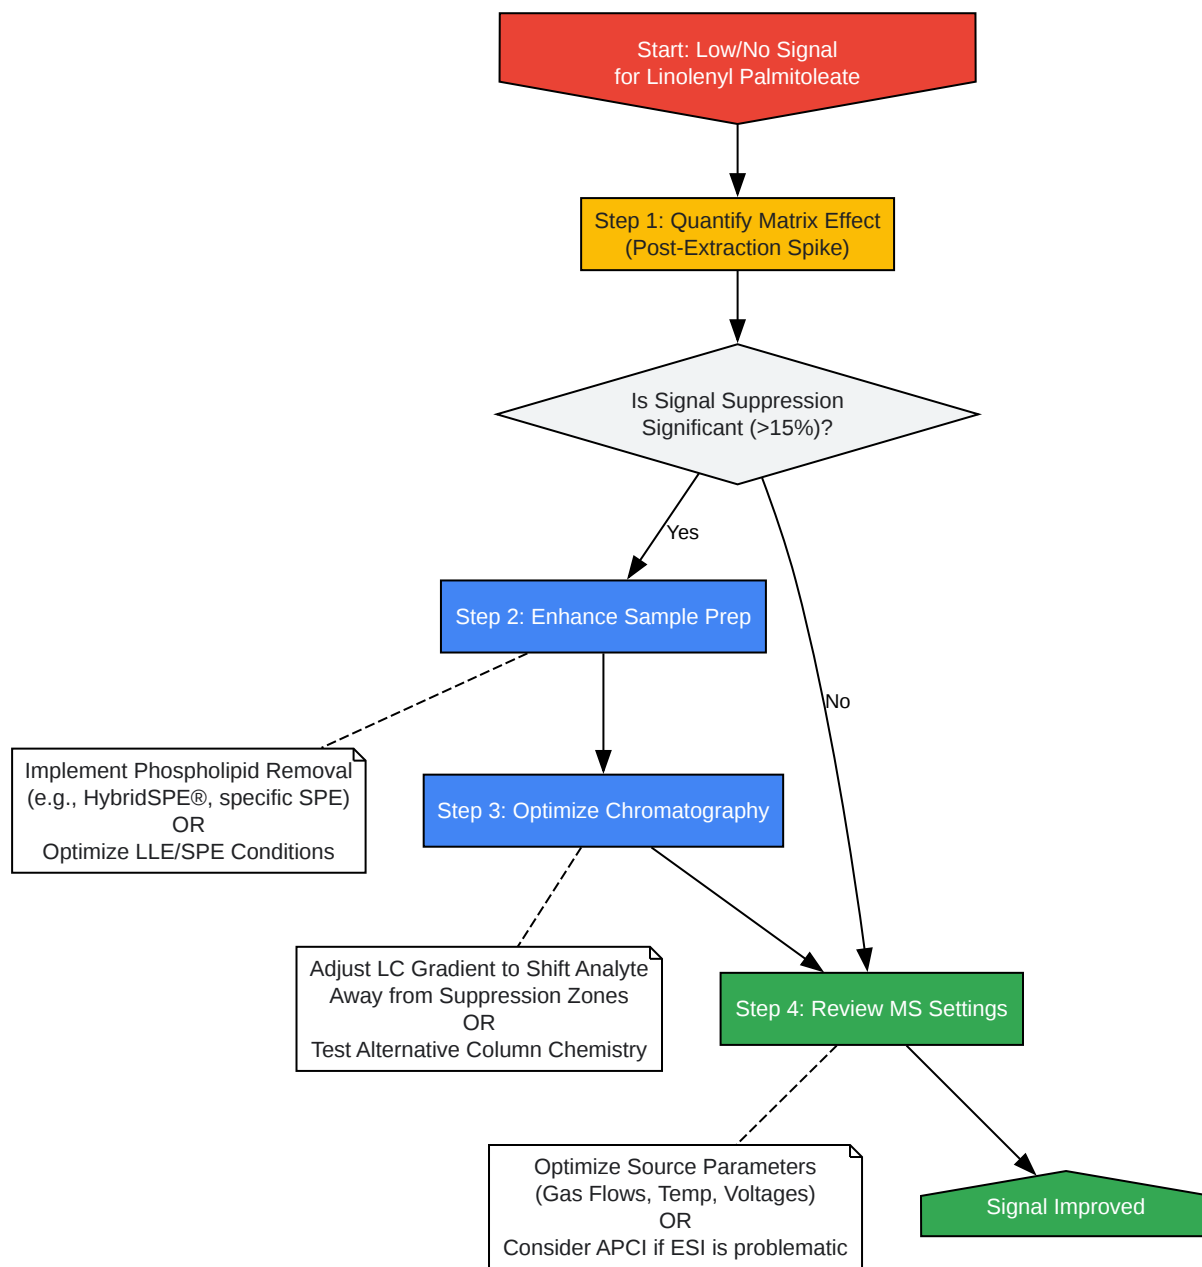 Start: Low/No Signal
for Linolenyl Palmitoleate
Step 1: Quantify Matrix Effect
(Post-Extraction Spike)
Is Signal Suppression
Significant (>15%)?
Yes
Step 2: Enhance Sample Prep
No
Implement Phospholipid Removal
(e.g., HybridSPE®, specific SPE)
OR
Optimize LLE/SPE Conditions
Step 3: Optimize Chromatography
Adjust LC Gradient to Shift Analyte
Away from Suppression Zones
OR
Test Alternative Column Chemistry
Step 4: Review MS Settings
Optimize Source Parameters
(Gas Flows, Temp, Voltages)
OR
Consider APCI if ESI is problematic
Signal Improved